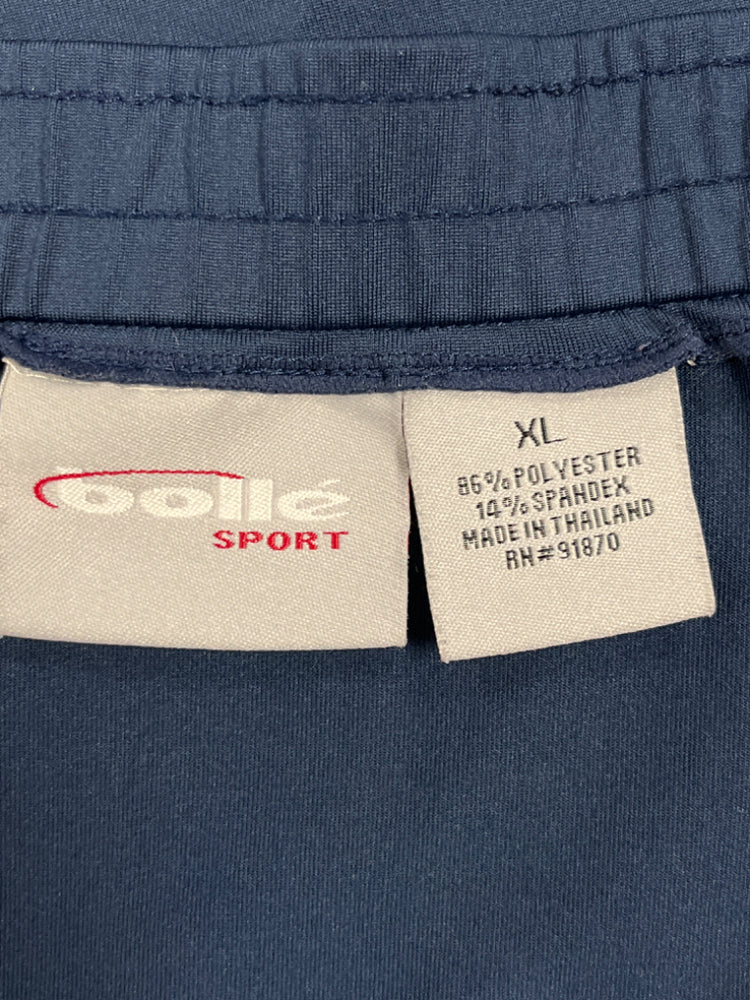 bollé
SPORT
XL
86% POLYESTER
14% SPANDEX
MADE IN THAILAND
RN#91870